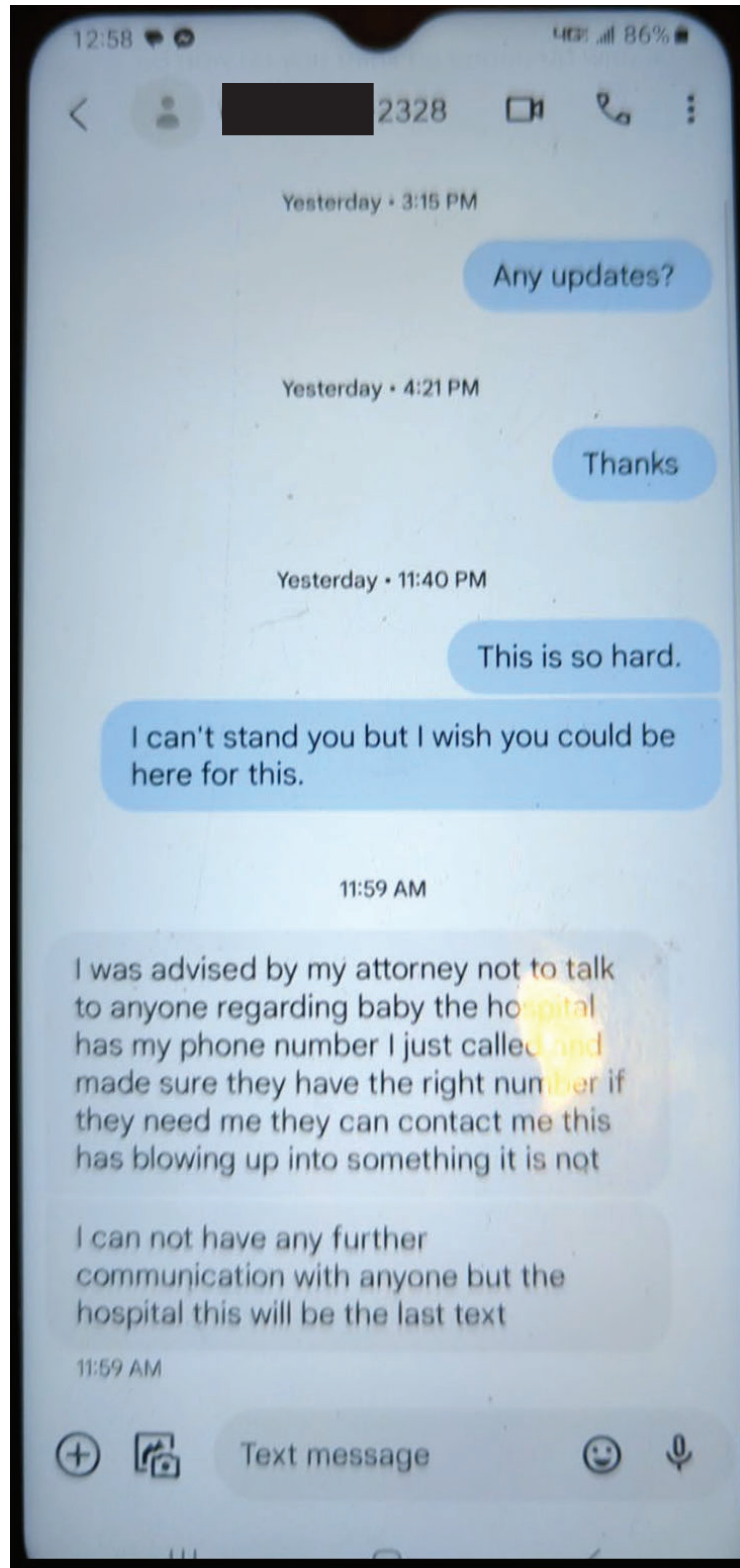 12:58
4GE 86%
2328
Yesterday • 3:15 PM
Any updates?
Yesterday • 4:21 PM
Thanks
Yesterday • 11:40 PM
This is so hard.
I can't stand you but I wish you could be
here for this.
11:59 AM
I was advised by my attorney not to talk
to anyone regarding baby the hospital
has my phone number I just called and
made sure they have the right number if
they need me they can contact me this
has blowing up into something it is not
I can not have any further
communication with anyone but the
hospital this will be the last text
11:59 AM
Text message